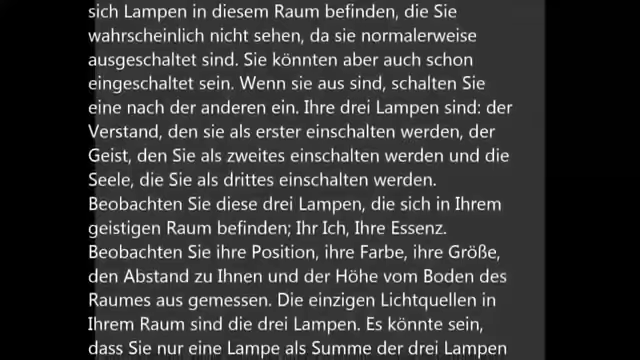 sich Lampen in diesem Raum befinden, die Sie
wahrscheinlich nicht sehen, da sie normalerweise
ausgeschaltet sind. Sie könnten aber auch schon
eingeschaltet sein. Wenn sie aus sind, schalten Sie
eine nach der anderen ein. Ihre drei Lampen sind: der
Verstand, den sie als erster einschalten werden, der
Geist, den Sie als zweites einschalten werden und die
Seele, die Sie als drittes einschalten werden.
Beobachten Sie diese drei Lampen, die sich in Ihrem
geistigen Raum befinden; Ihr Ich, Ihre Essenz.
Beobachten Sie ihre Position, ihre Farbe, ihre Größe,
den Abstand zu Ihnen und der Höhe vom Boden des
Raumes aus gemessen. Die einzigen Lichtquellen in
Ihrem Raum sind die drei Lampen. Es könnte sein,
dass Sie nur eine Lampe als Summe der drei Lampen